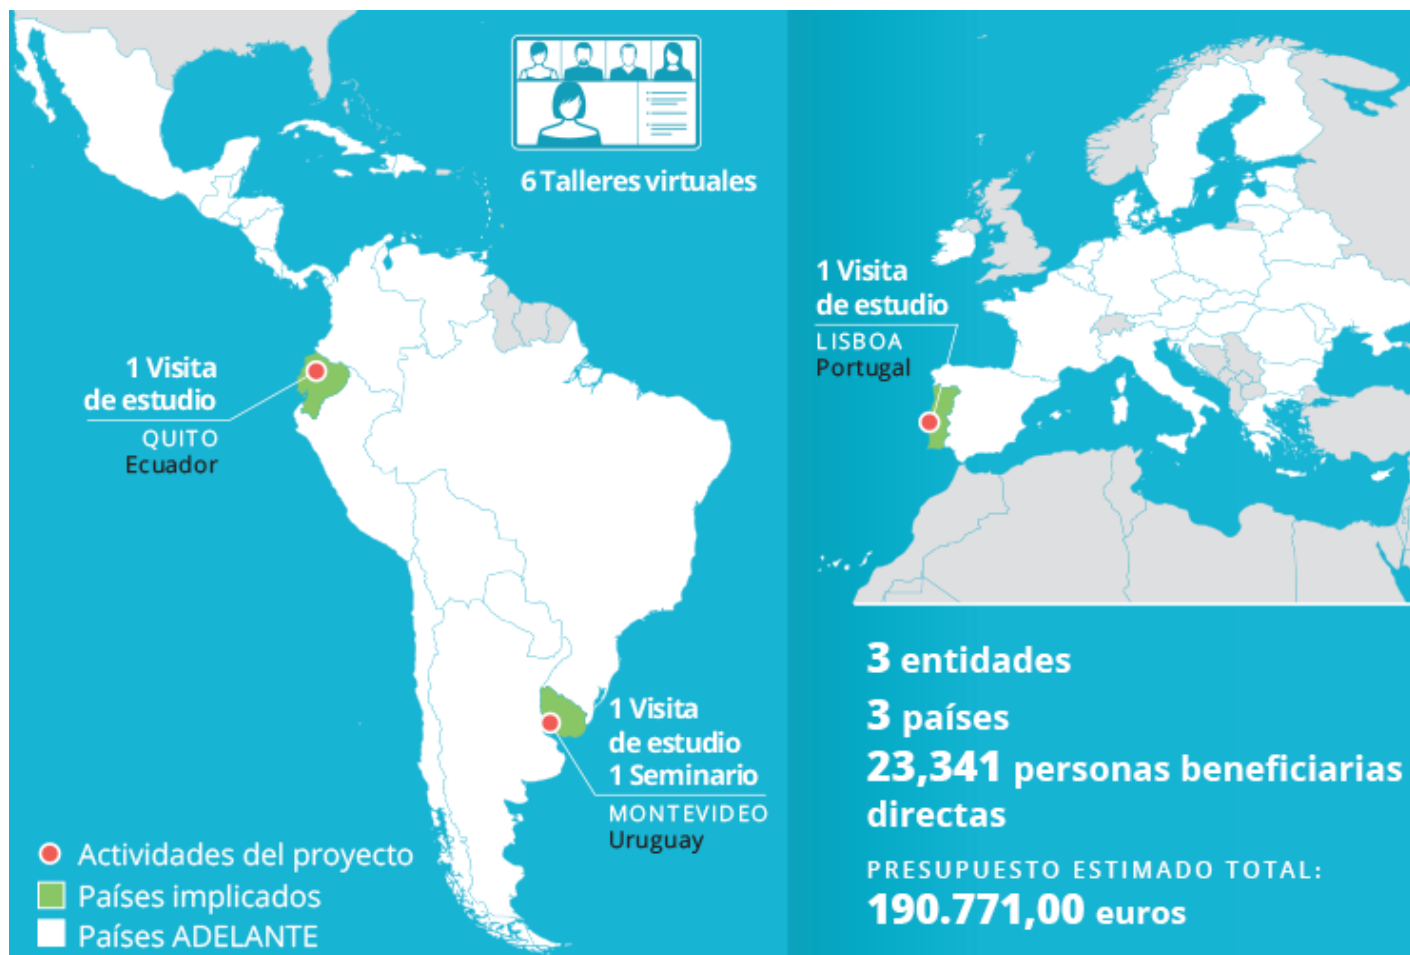 6 Talleres virtuales
1 Visita
de estudio
QUITO
Ecuador
1 Visita
de estudio
1 Seminario
MONTEVIDEO
Uruguay
Actividades del proyecto
Países implicados
Países ADELANTE
1 Visita
de estudio
LISBOA
Portugal
3 entidades
3 países
23,341 personas beneficiarias
directas
PRESUPUESTO ESTIMADO TOTAL:
190.771,00 euros